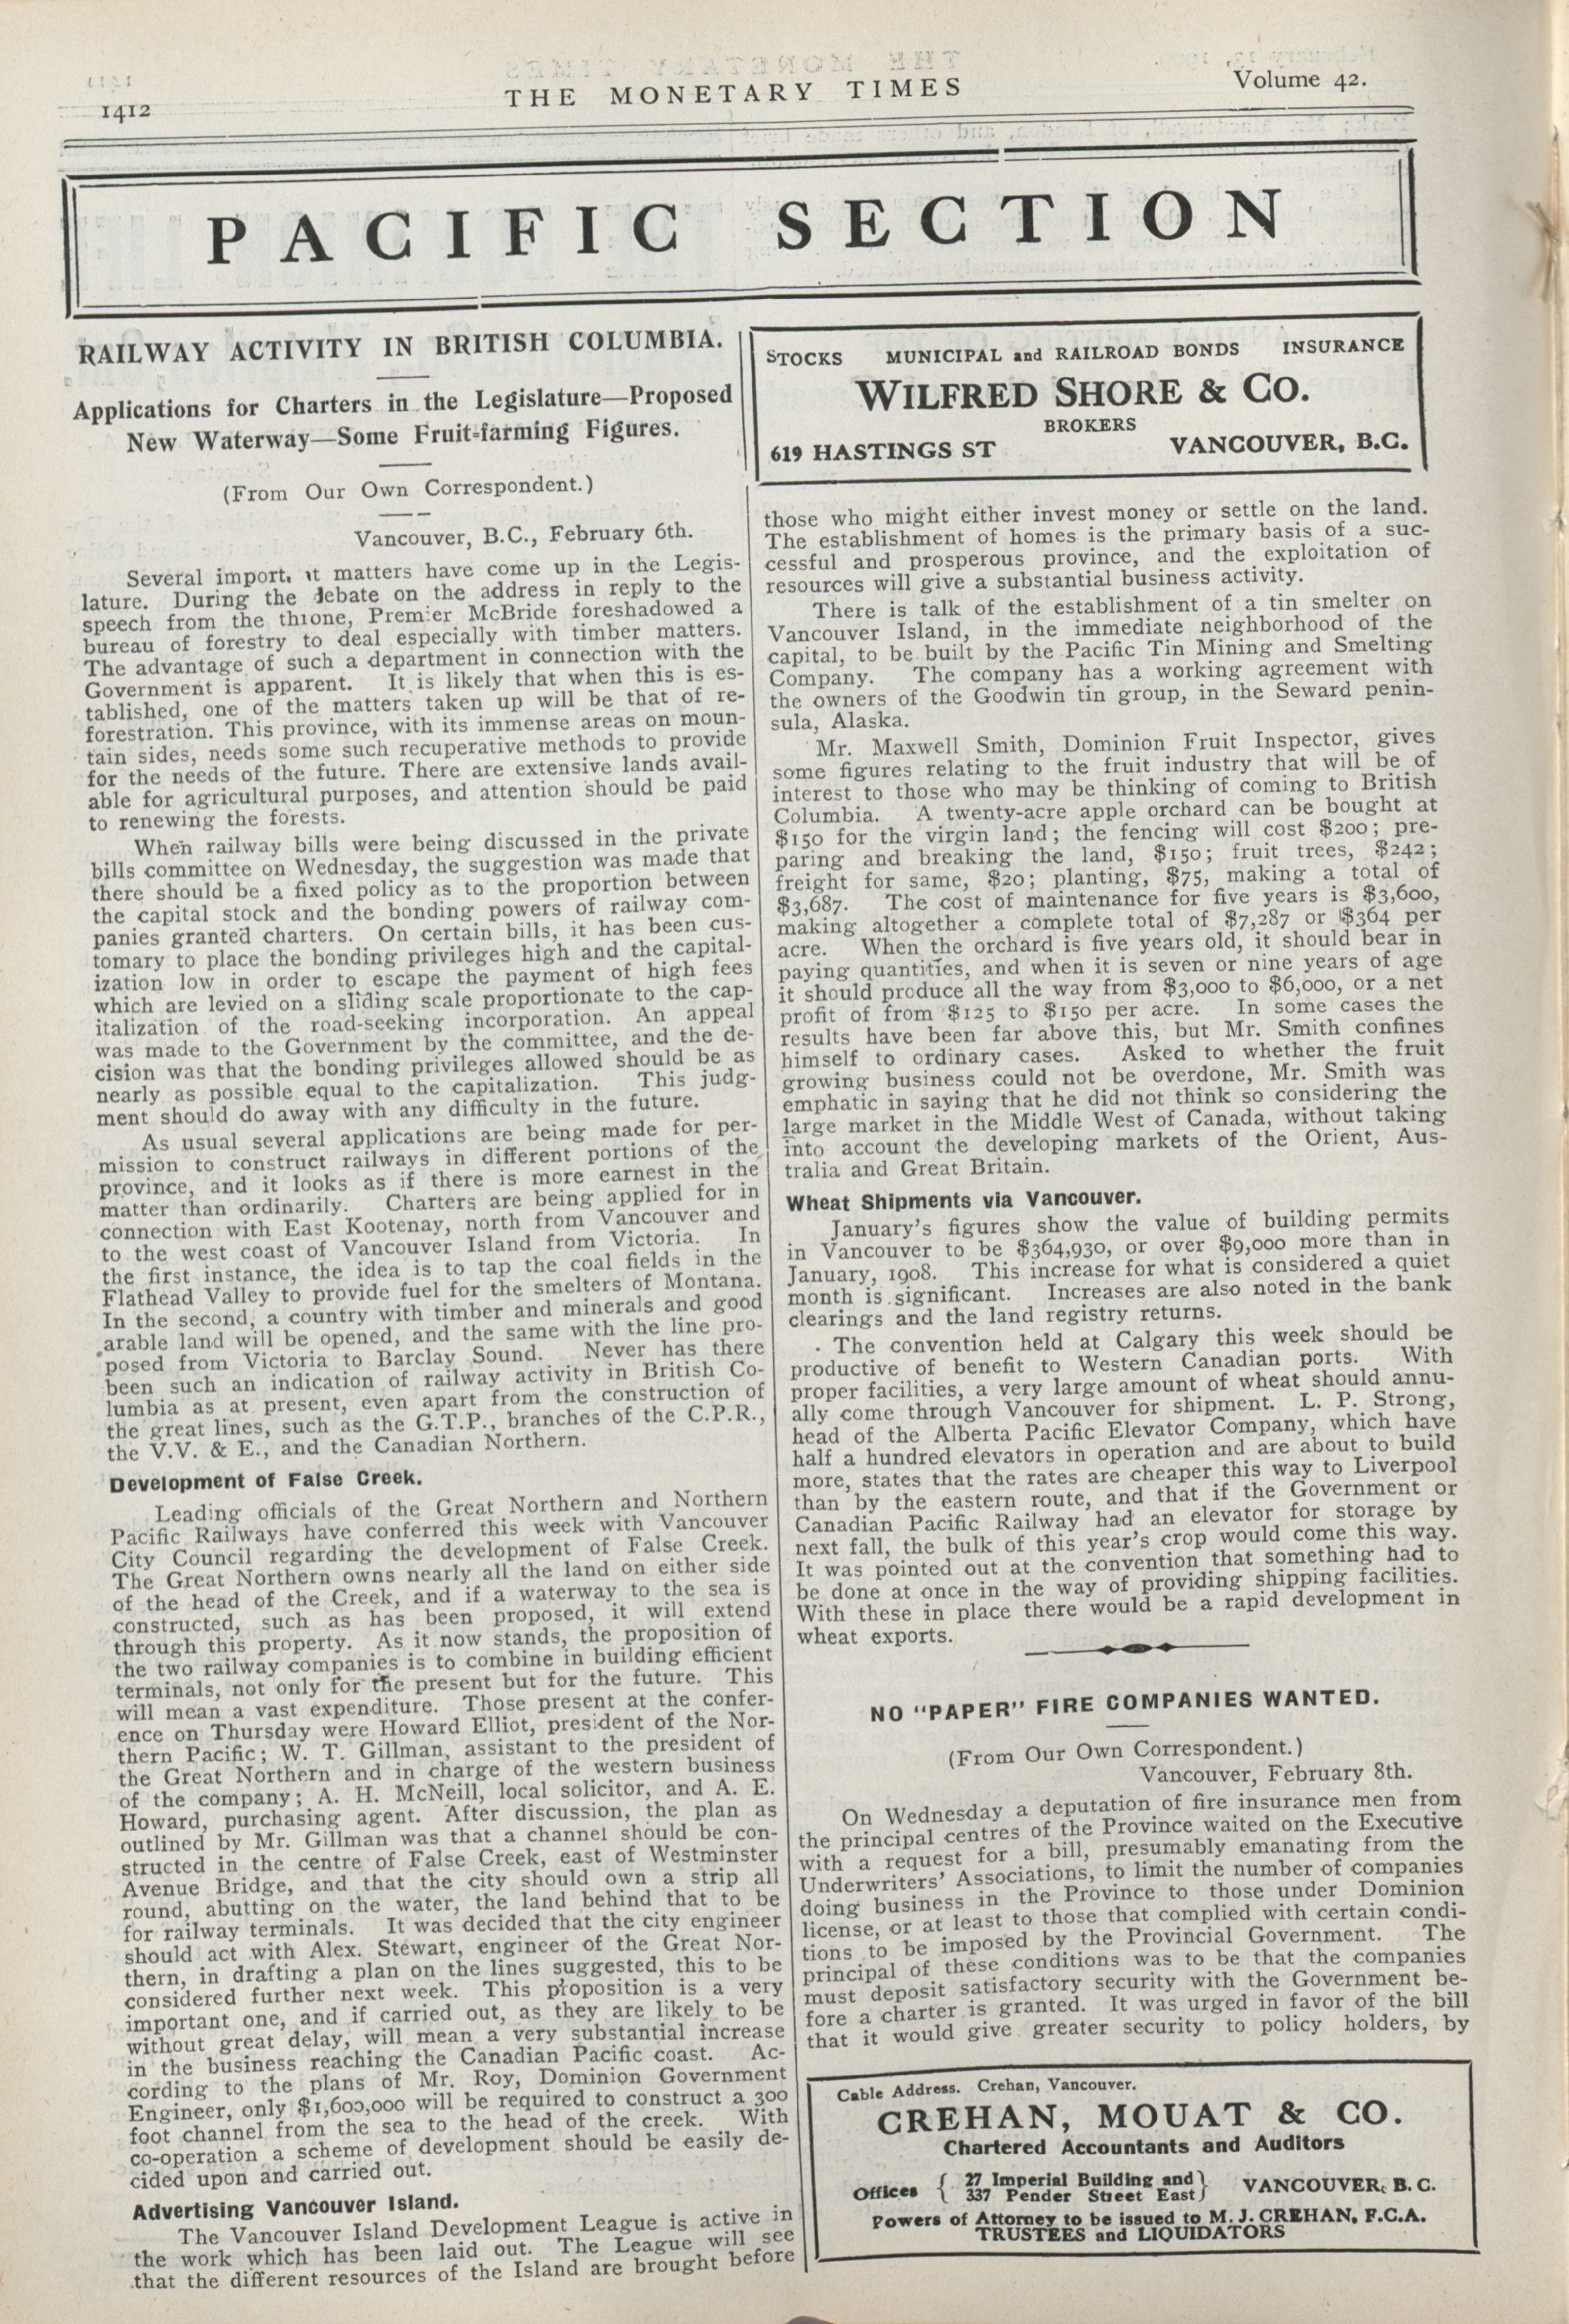 1412
THE MONETARY TIMES
Volume 42.
PACIFIC SECTION
RAILWAY ACTIVITY IN BRITISH COLUMBIA.
Applications for Charters in the Legislature—Proposed
New Waterway—Some Fruit-farming Figures.
(From Our Own Correspondent.)
Vancouver, B.C., February 6th.
Several import. it matters have come up in the Legis-
lature. During the debate on the address in reply to the
speech from the throne, Premier McBride foreshadowed a
bureau of forestry to deal especially with timber matters.
The advantage of such a department in connection with the
Government is apparent. It is likely that when this is es-
tablished, one of the matters taken up will be that of re-
forestration. This province, with its immense areas on moun-
tain sides, needs some such recuperative methods to provide
for the needs of the future. There are extensive lands avail-
able for agricultural purposes, and attention should be paid
to renewing the forests.
When railway bills were being discussed in the private
bills committee on Wednesday, the suggestion was made that
there should be a fixed policy as to the proportion between
the capital stock and the bonding powers of railway com-
panies granted charters. On certain bills, it has been cus-
tomary to place the bonding privileges high and the capital-
ization low in order to escape the payment of high fees
which are levied on a sliding scale proportionate to the cap-
italization of the road-seeking incorporation. An appeal
was made to the Government by the committee, and the de-
cision was that the bonding privileges allowed should be as
nearly as possible equal to the capitalization. This judg-
ment should do away with any difficulty in the future.
As usual several applications are being made for per-
mission to construct railways in different portions of the
province, and it looks as if there is more earnest in the
matter than ordinarily. Charters are being applied for in
connection with East Kootenay, north from Vancouver and
to the west coast of Vancouver Island from Victoria. In
the first instance, the idea is to tap the coal fields in the
Flathead Valley to provide fuel for the smelters of Montana.
In the second, a country with timber and minerals and good
arable land will be opened, and the same with the line pro-
posed from Victoria to Barclay Sound. Never has there
been such an indication of railway activity in British Co-
lumbia as at present, even apart from the construction of
the great lines, such as the G.T.P., branches of the C.P.R.,
the V.V. & E., and the Canadian Northern.
Development of False Creek.
Leading officials of the Great Northern and Northern
Pacific Railways have conferred this week with Vancouver
City Council regarding the development of False Creek.
The Great Northern owns nearly all the land on either side
of the head of the Creek, and if a waterway to the sea is
constructed, such as has been proposed, it will extend
through this property. As it now stands, the proposition of
the two railway companies is to combine in building efficient
terminals, not only for the present but for the future. This
will mean a vast expenditure. Those present at the confer-
ence on Thursday were Howard Elliot, president of the Nor-
thern Pacific; W. T. Gillman, assistant to the president of
the Great Northern and in charge of the western business
of the company; A. H. McNeill, local solicitor, and A. E.
Howard, purchasing agent. After discussion, the plan as
outlined by Mr. Gillman was that a channel should be con-
structed in the centre of False Creek, east of Westminster
Avenue Bridge, and that the city should own a strip all
round, abutting on the water, the land behind that to be
for railway terminals. It was decided that the city engineer
should act with Alex. Stewart, engineer of the Great Nor-
thern, in drafting a plan on the lines suggested, this to be
considered further next week. This proposition is a very
important one, and if carried out, as they are likely to be
without great delay, will mean a very substantial increase
in the business reaching the Canadian Pacific coast. Ac-
cording to the plans of Mr. Roy, Dominion Government
Engineer, only $1,600,000 will be required to construct a 300
foot channel from the sea to the head of the creek. With
co-operation a scheme of development should be easily de-
cided upon and carried out.
Advertising Vancouver Island.
The Vancouver Island Development League is active in
the work which has been laid out. The League will see
that the different resources of the Island are brought before
STOCKS MUNICIPAL and RAILROAD BONDS INSURANCE
WILFRED SHORE & CO.
BROKERS
619 HASTINGS ST VANCOUVER, B.C.
those who might either invest money or settle on the land.
The establishment of homes is the primary basis of a suc-
cessful and prosperous province, and the exploitation of
resources will give a substantial business activity.
There is talk of the establishment of a tin smelter on
Vancouver Island, in the immediate neighborhood of the
capital, to be built by the Pacific Tin Mining and Smelting
Company. The company has a working agreement with
the owners of the Goodwin tin group, in the Seward penin-
sula, Alaska.
Mr. Maxwell Smith, Dominion Fruit Inspector, gives
some figures relating to the fruit industry that will be of
interest to those who may be thinking of coming to British
Columbia. A twenty-acre apple orchard can be bought at
$150 for the virgin land; the fencing will cost $200; pre-
paring and breaking the land, $150; fruit trees, $242;
freight for same, $20; planting, $75, making a total of
$3,687. The cost of maintenance for five years is $3,600,
making altogether a complete total of $7,287 or $364 per
acre. When the orchard is five years old, it should bear in
paying quantities, and when it is seven or nine years of age
it should produce all the way from $3,000 to $6,000, or a net
profit of from $125 to $150 per acre. In some cases the
results have been far above this, but Mr. Smith confines
himself to ordinary cases. Asked to whether the fruit
growing business could not be overdone, Mr. Smith was
emphatic in saying that he did not think so considering the
large market in the Middle West of Canada, without taking
into account the developing markets of the Orient, Aus-
tralia and Great Britain.
Wheat Shipments via Vancouver.
January's figures show the value of building permits
in Vancouver to be $364,930, or over $9,000 more than in
January, 1908. This increase for what is considered a quiet
month is significant. Increases are also noted in the bank
clearings and the land registry returns.
The convention held at Calgary this week should be
productive of benefit to Western Canadian ports. With
proper facilities, a very large amount of wheat should annu-
ally come through Vancouver for shipment. L. P. Strong,
head of the Alberta Pacific Elevator Company, which have
half a hundred elevators in operation and are about to build
more, states that the rates are cheaper this way to Liverpool
than by the eastern route, and that if the Government or
Canadian Pacific Railway had an elevator for storage by
next fall, the bulk of this year's crop would come this way.
It was pointed out at the convention that something had to
be done at once in the way of providing shipping facilities.
With these in place there would be a rapid development in
wheat exports.
NO "PAPER" FIRE COMPANIES WANTED.
(From Our Own Correspondent.)
Vancouver, February 8th.
On Wednesday a deputation of fire insurance men from
the principal centres of the Province waited on the Executive
with a request for a bill, presumably emanating from the
Underwriters' Associations, to limit the number of companies
doing business in the Province to those under Dominion
license, or at least to those that complied with certain condi-
tions to be imposed by the Provincial Government. The
principal of these conditions was to be that the companies
must deposit satisfactory security with the Government be-
fore a charter is granted. It was urged in favor of the bill
that it would give greater security to policy holders, by
Cable Address. Crehan, Vancouver.
CREHAN, MOUAT & CO.
Chartered Accountants and Auditors
Offices { 27 Imperial Building and } VANCOUVER, B. C.
337 Pender Street East
Powers of Attorney to be issued to M. J. CREHAN, F.C.A.
TRUSTEES and LIQUIDATORS